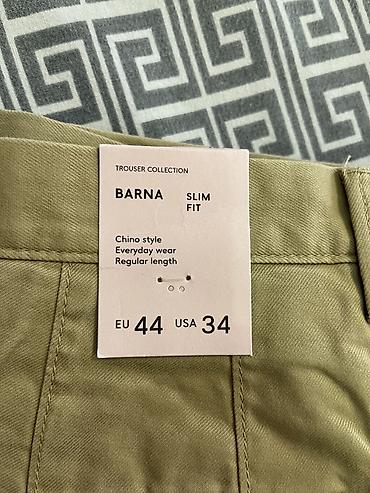 TROUSER COLLECTION
BARNA SLIM FIT
Chino style
Everyday wear
Regular length
EU 44 USA 34